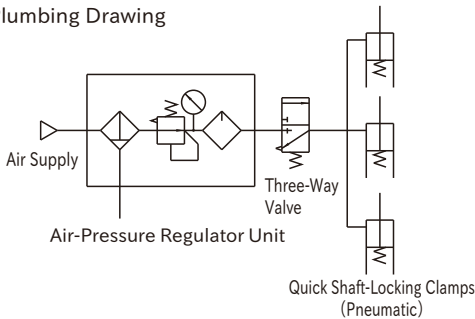 lumbing Drawing
Air Supply
Three-Way
Valve
Air-Pressure Regulator Unit
Quick Shaft-Locking Clamps
(Pneumatic)